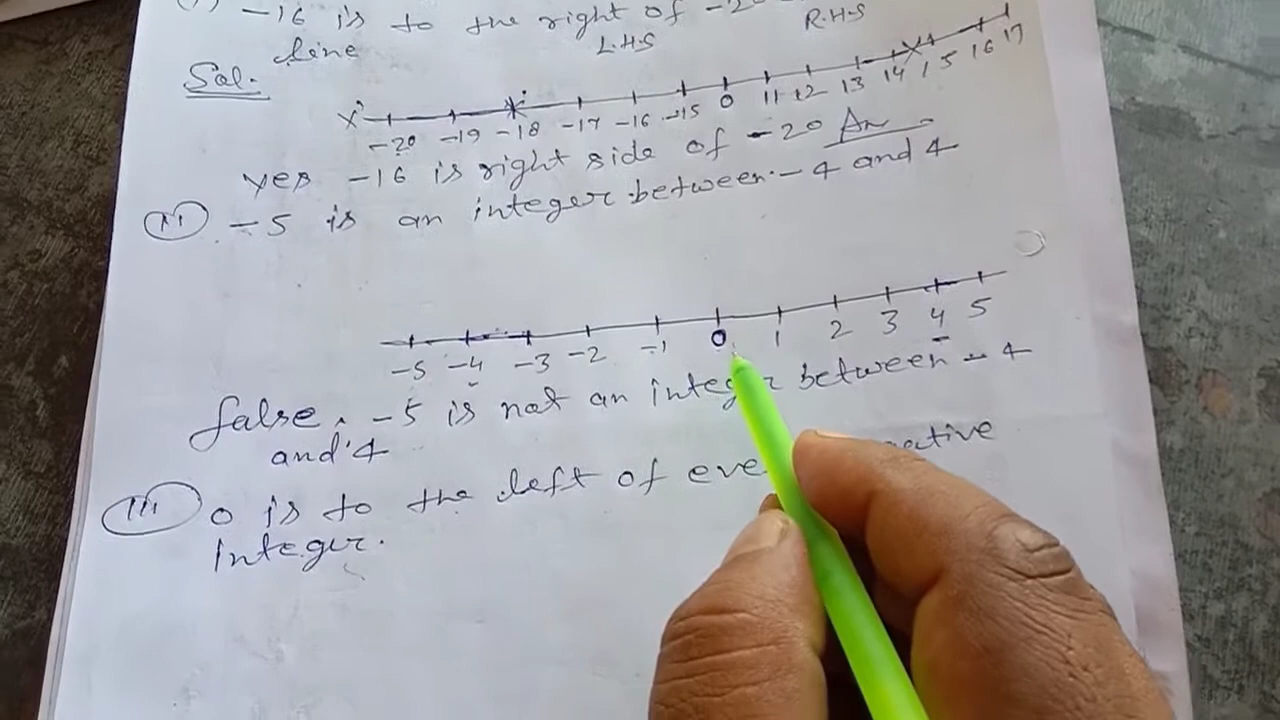 -16 is to the right of -20
line
L.H.S
R.H.S
Sol.
-20 -19 -18 -17 -16 -15 0 11 12 13 14 15 16 17
yes -16 is right side of -20 An
(ii) -5 is an integer between -4 and 4
-5 -4 -3 -2 -1 0 1 2 3 4 5
false. -5 is not an integer between -4
and 4
(iii) 0 is to the left of
integer.